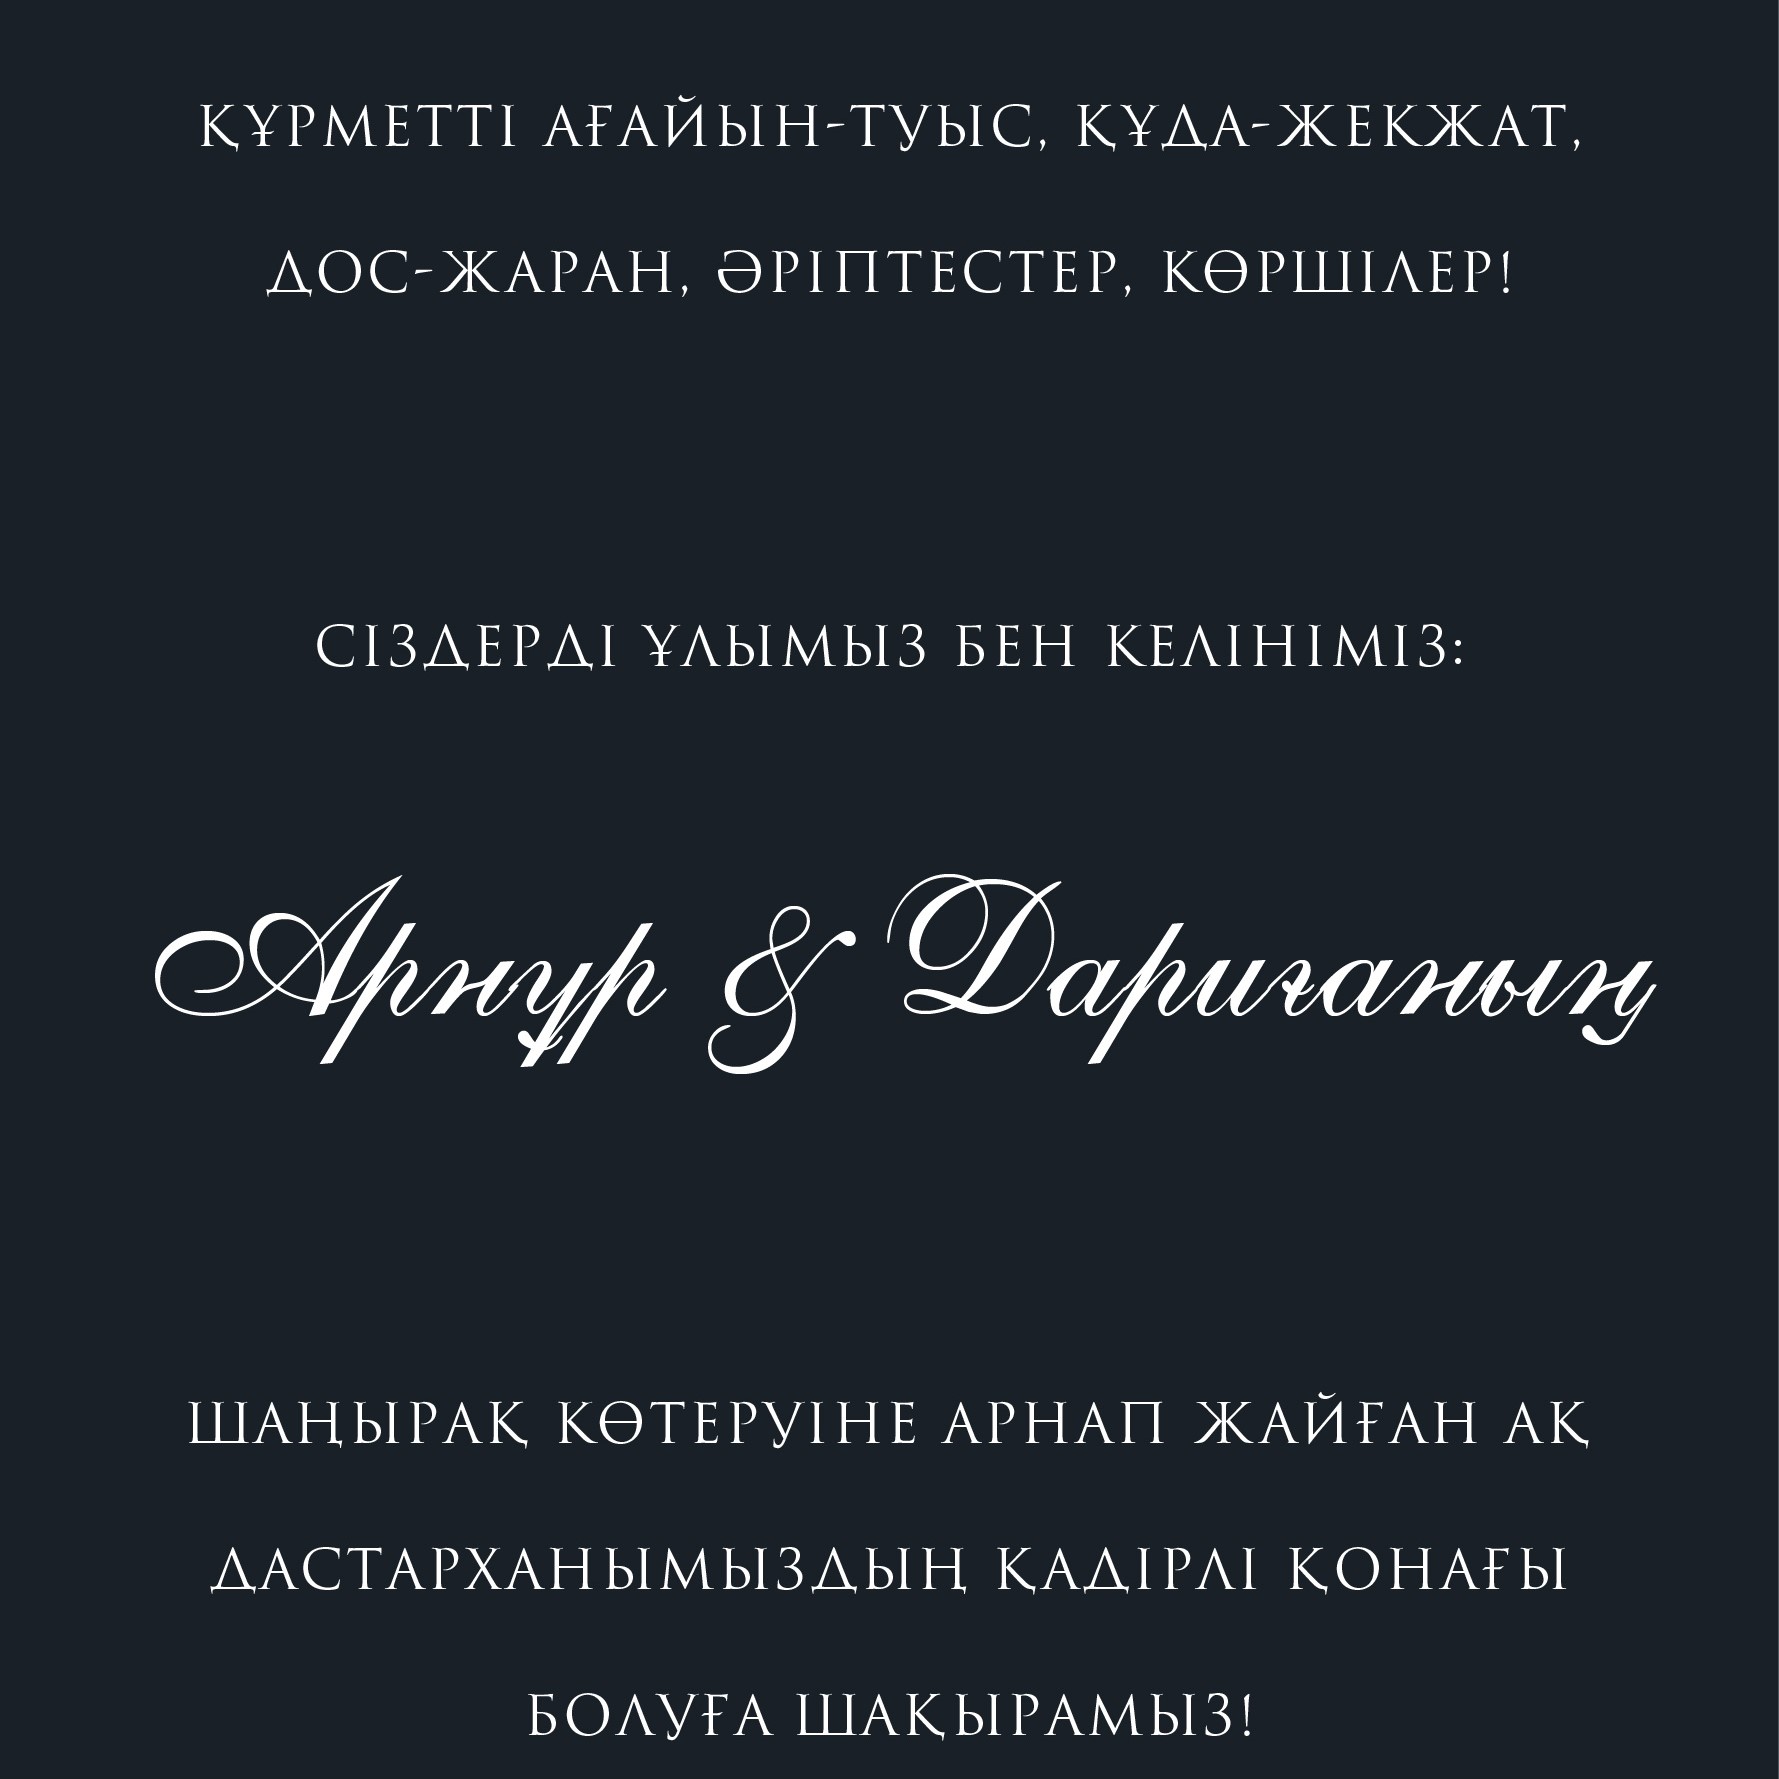 ҚҰРМЕТТІ АҒАЙЫН-ТУЫС, ҚҰДА-ЖЕКЖАТ,
ДОС-ЖАРАН, ӘРІПТЕСТЕР, КӨРШІЛЕР!
СІЗДЕРДІ ҰЛЫМЫЗ БЕН КЕЛІНІМІЗ:
Арнұр & Дариғаның
ШАҢЫРАҚ КӨТЕРУІНЕ АРНАП ЖАЙҒАН АҚ
ДАСТАРХАНЫМЫЗДЫҢ ҚАДІРЛІ ҚОНАҒЫ
БОЛУҒА ШАҚЫРАМЫЗ!